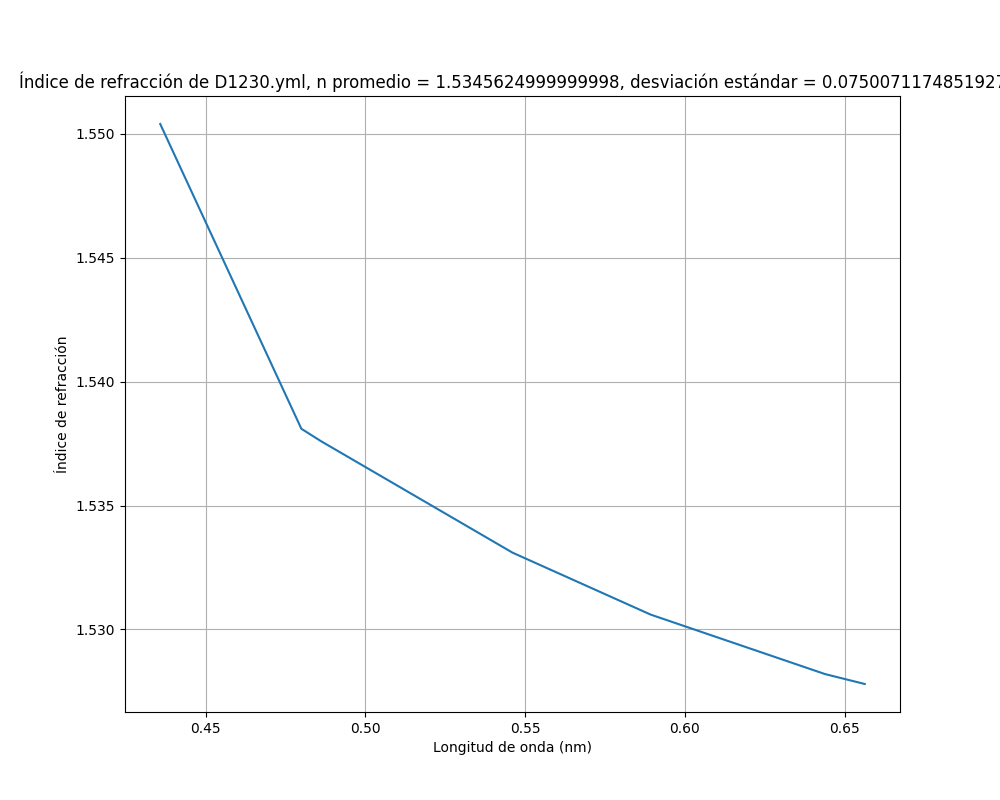 Índice de refracción de D1230.yml, n promedio = 1.5345624999999998, desviación estándar = 0.0750071174851927
1.550
1.545
1.540
1.535
1.530
Índice de refracción
0.45 0.50 0.55 0.60 0.65
Longitud de onda (nm)